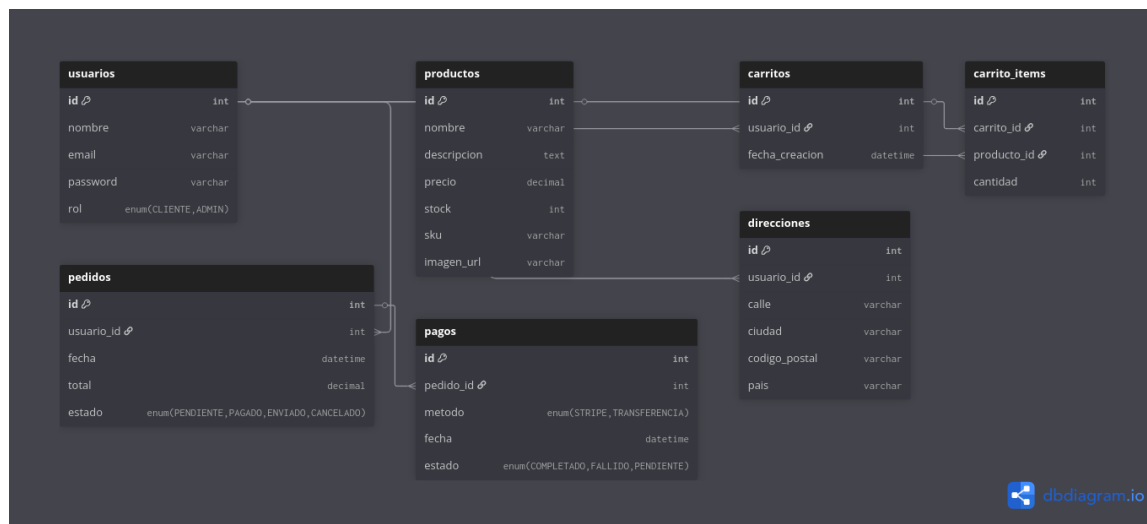 usuarios
id int
nombre varchar
email varchar
password varchar
rol enum(CLIENTE,ADMIN)
productos
id int
nombre varchar
descripcion text
precio decimal
stock int
sku varchar
imagen_url varchar
carritos
id int
usuario_id int
fecha_creacion datetime
carrito_items
id int
carrito_id int
producto_id int
cantidad int
direcciones
id int
usuario_id int
calle varchar
ciudad varchar
codigo_postal varchar
pais varchar
pedidos
id int
usuario_id int
fecha datetime
total decimal
estado enum(PENDIENTE,PAGADO,ENVIADO,CANCELADO)
pagos
id int
pedido_id int
metodo enum(STRIPE,TRANSFERENCIA)
fecha datetime
estado enum(COMPLETADO,FALLIDO,PENDIENTE)
dbdiagram.io